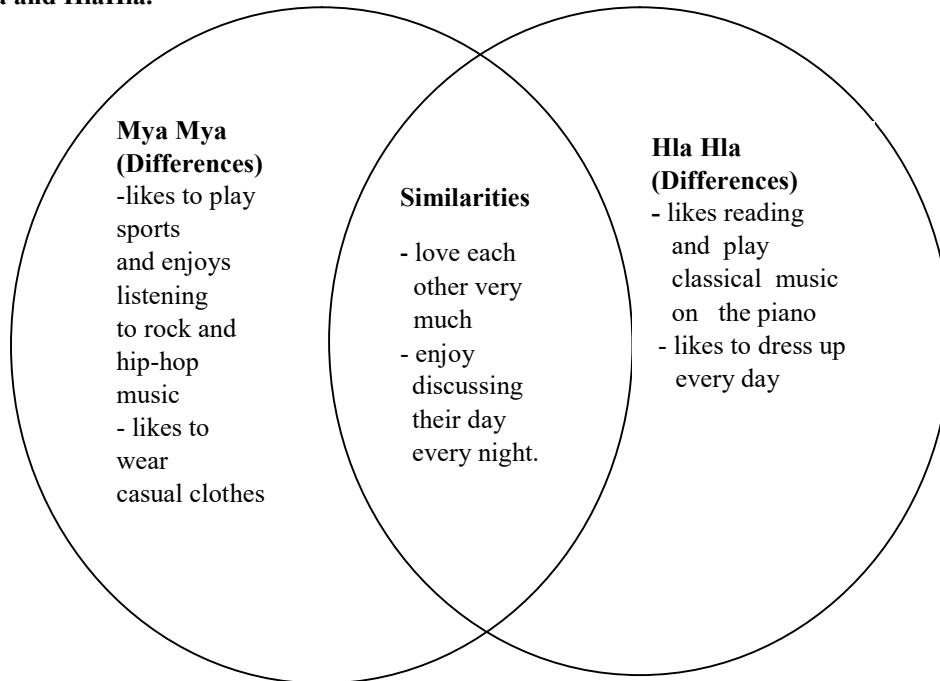 Mya Mya
(Differences)
-likes to play
sports
and enjoys
listening
to rock and
hip-hop
music
- likes to
wear
casual clothes
Similarities
- love each
other very
much
- enjoy
discussing
their day
every night.
Hla Hla
(Differences)
- likes reading
and play
classical music
on the piano
- likes to dress up
every day